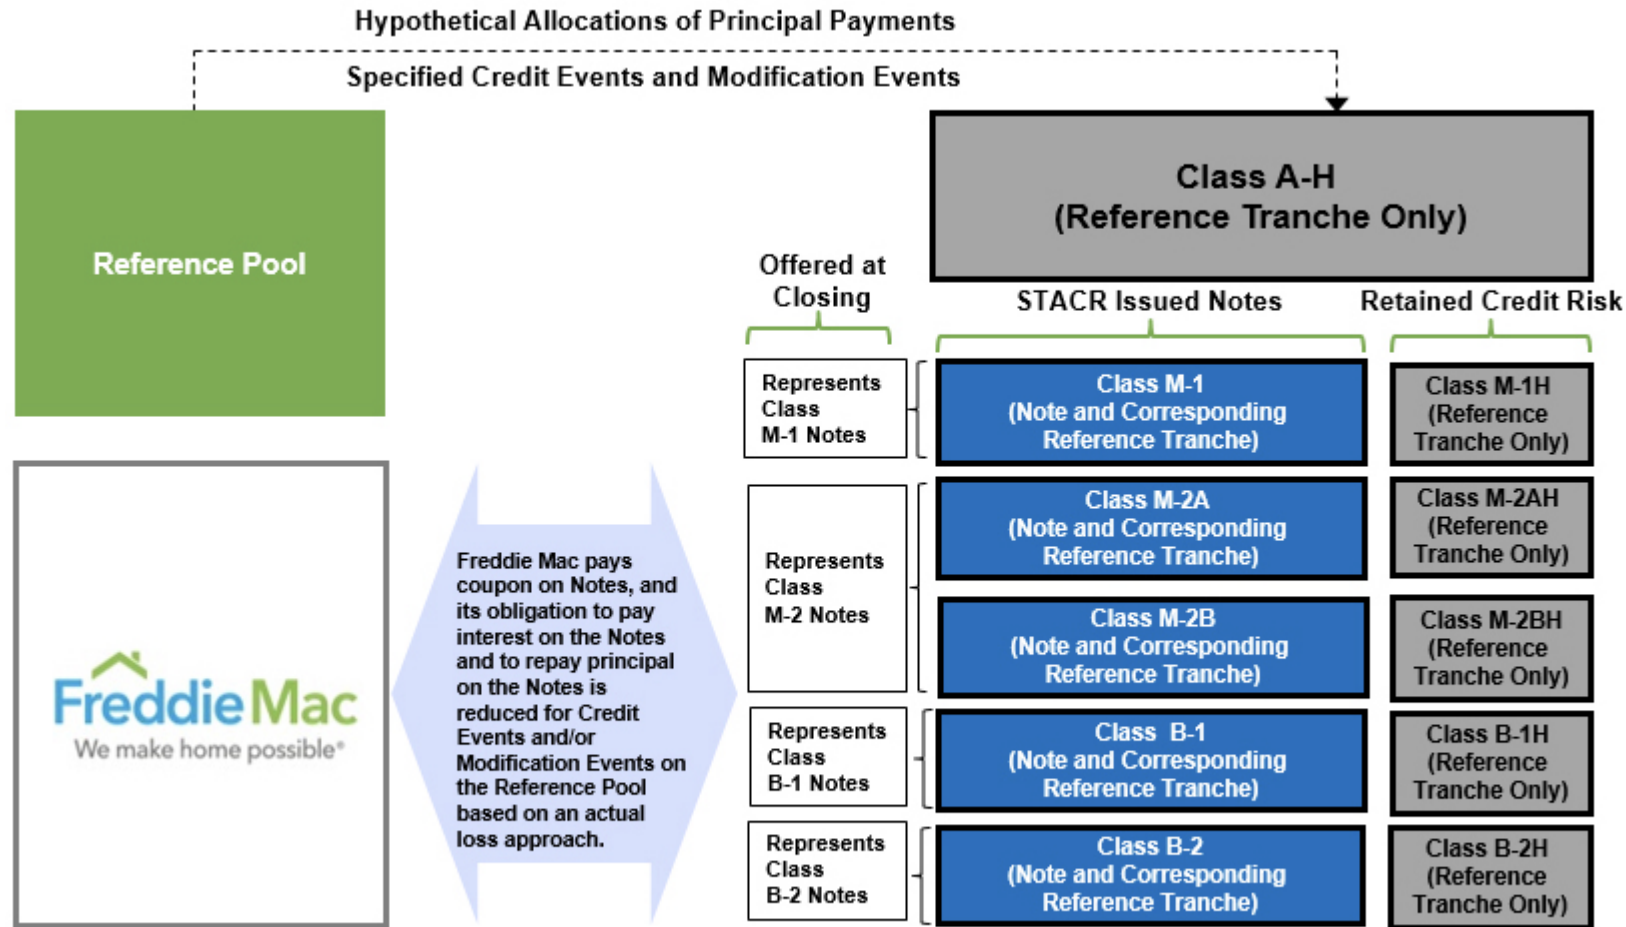 Hypothetical Allocations of Principal Payments
Specified Credit Events and Modification Events
Reference Pool
Class A-H
(Reference Tranche Only)
Offered at
Closing
STACR Issued Notes
Retained Credit Risk
Represents
Class
M-1 Notes
Class M-1
(Note and Corresponding
Reference Tranche)
Class M-1H
(Reference
Tranche Only)
Represents
Class
M-2 Notes
Class M-2A
(Note and Corresponding
Reference Tranche)
Class M-2AH
(Reference
Tranche Only)
Class M-2B
(Note and Corresponding
Reference Tranche)
Class M-2BH
(Reference
Tranche Only)
Represents
Class
B-1 Notes
Class B-1
(Note and Corresponding
Reference Tranche)
Class B-1H
(Reference
Tranche Only)
Represents
Class
B-2 Notes
Class B-2
(Note and Corresponding
Reference Tranche)
Class B-2H
(Reference
Tranche Only)
Freddie Mac pays
coupon on Notes, and
its obligation to pay
interest on the Notes
and to repay principal
on the Notes is
reduced for Credit
Events and/or
Modification Events on
the Reference Pool
based on an actual
loss approach.
Freddie Mac
We make home possible®